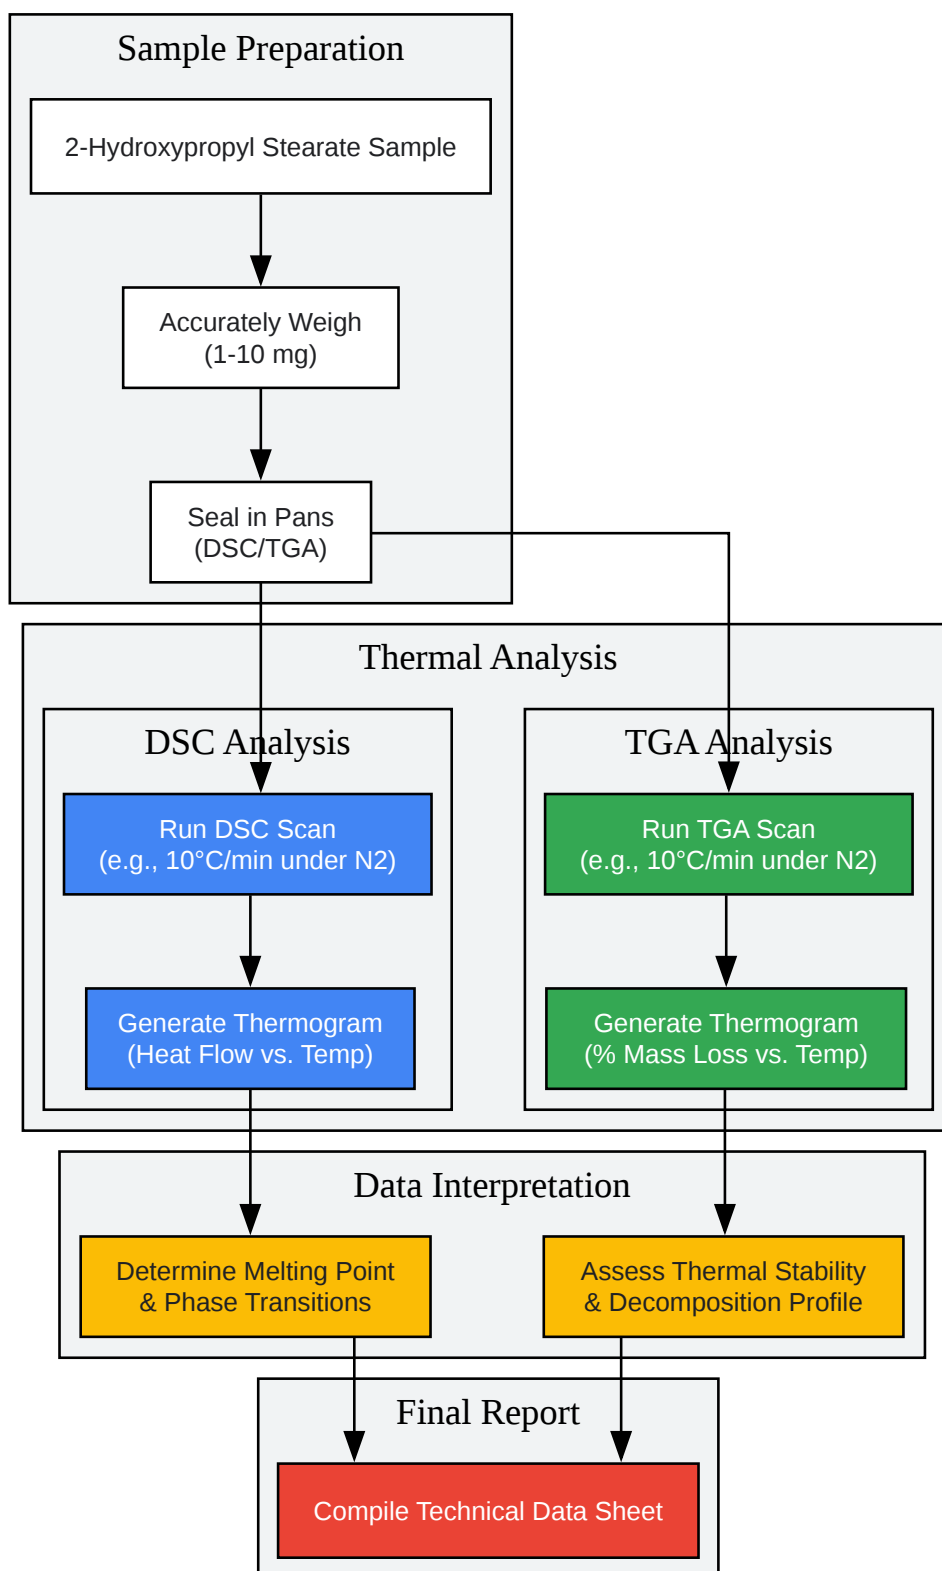 Sample Preparation
2-Hydroxypropyl Stearate Sample
Accurately Weigh
(1-10 mg)
Seal in Pans
(DSC/TGA)
Thermal Analysis
DSC Analysis
Run DSC Scan
(e.g., 10°C/min under N2)
Generate Thermogram
(Heat Flow vs. Temp)
TGA Analysis
Run TGA Scan
(e.g., 10°C/min under N2)
Generate Thermogram
(% Mass Loss vs. Temp)
Data Interpretation
Determine Melting Point
& Phase Transitions
Assess Thermal Stability
& Decomposition Profile
Final Report
Compile Technical Data Sheet